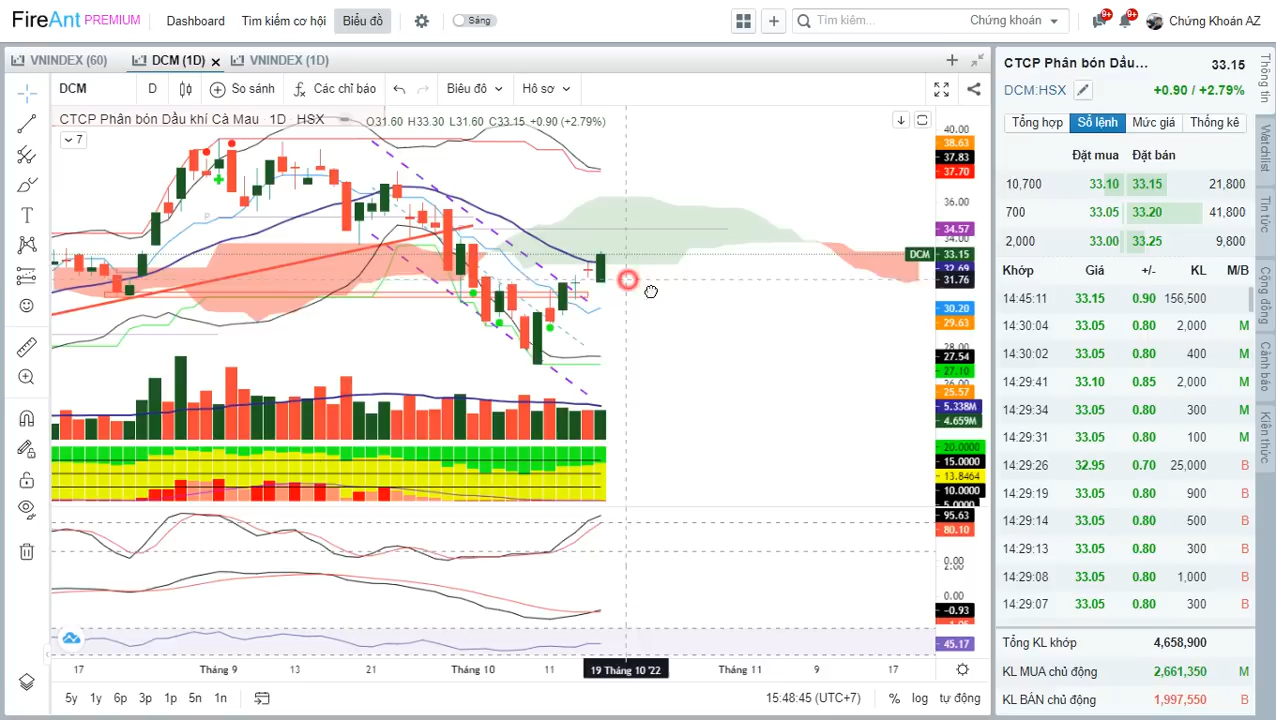 FireAnt PREMIUM Dashboard Tìm kiếm cơ hội Biểu đồ Sáng Tìm kiếm... Chứng khoán 9+ 9+ Chứng Khoán AZ
VNINDEX (60) DCM (1D) VNINDEX (1D)
DCM D So sánh Các chỉ báo Biểu đồ Hồ sơ
CTCP Phân bón Dầu khí Cà Mau 1D HSX O31.60 H33.30 L31.60 C33.15 +0.90 (+2.79%)
7
P
40.00
38.63
37.83
37.70
36.00
34.57
34.00
DCM 33.15
32.69
31.76
30.20
29.63
28.00
27.54
27.10
26.00
25.57
5.338M
4.659M
20.0000
15.0000
13.8464
10.0000
5.0000
95.63
80.10
0.00
2.00
0.00
−0.93
45.17
17 Tháng 9 13 21 Tháng 10 11 19 Tháng 10 '22 Tháng 11 9 17
5y 1y 6p 3p 1p 5n 1n 15:48:45 (UTC+7) % log tự động
CTCP Phân bón Dầu... 33.15
DCM:HSX +0.90 / +2.79%
Tổng hợp Sổ lệnh Mức giá Thống kê
Đặt mua Đặt bán
10,700 33.10 33.15 21,800
700 33.05 33.20 41,800
2,000 33.00 33.25 9,800
Khớp Giá +/- KL M/B
14:45:11 33.15 0.90 156,500
14:30:04 33.05 0.80 2,000 M
14:30:02 33.05 0.80 400 M
14:29:41 33.10 0.85 2,000 M
14:29:34 33.05 0.80 300 M
14:29:31 33.05 0.80 100 M
14:29:26 32.95 0.70 25,000 B
14:29:19 33.05 0.80 900 B
14:29:14 33.05 0.80 500 B
14:29:13 33.05 0.80 300 B
14:29:08 33.05 0.80 1,000 B
14:29:07 33.05 0.80 300 B
Tổng KL khớp 4,658,900
KL MUA chủ động 2,661,350 M
KL BÁN chủ động 1,997,550 B
Thông tin
Watchlist
Tin tức
Cộng đồng
Cảnh báo
Kiến thức